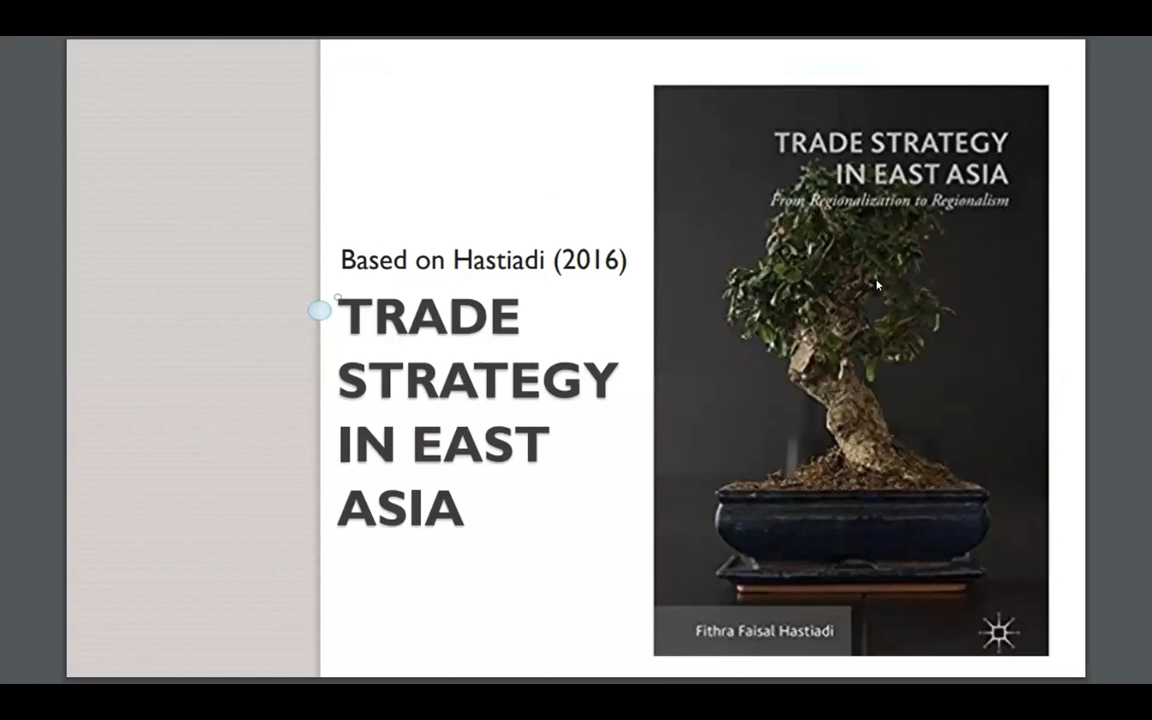 Based on Hastiadi (2016)
TRADE
STRATEGY
IN EAST
ASIA
TRADE STRATEGY
IN EAST ASIA
From Regionalization to Regionalism
Fithra Faisal Hastiadi